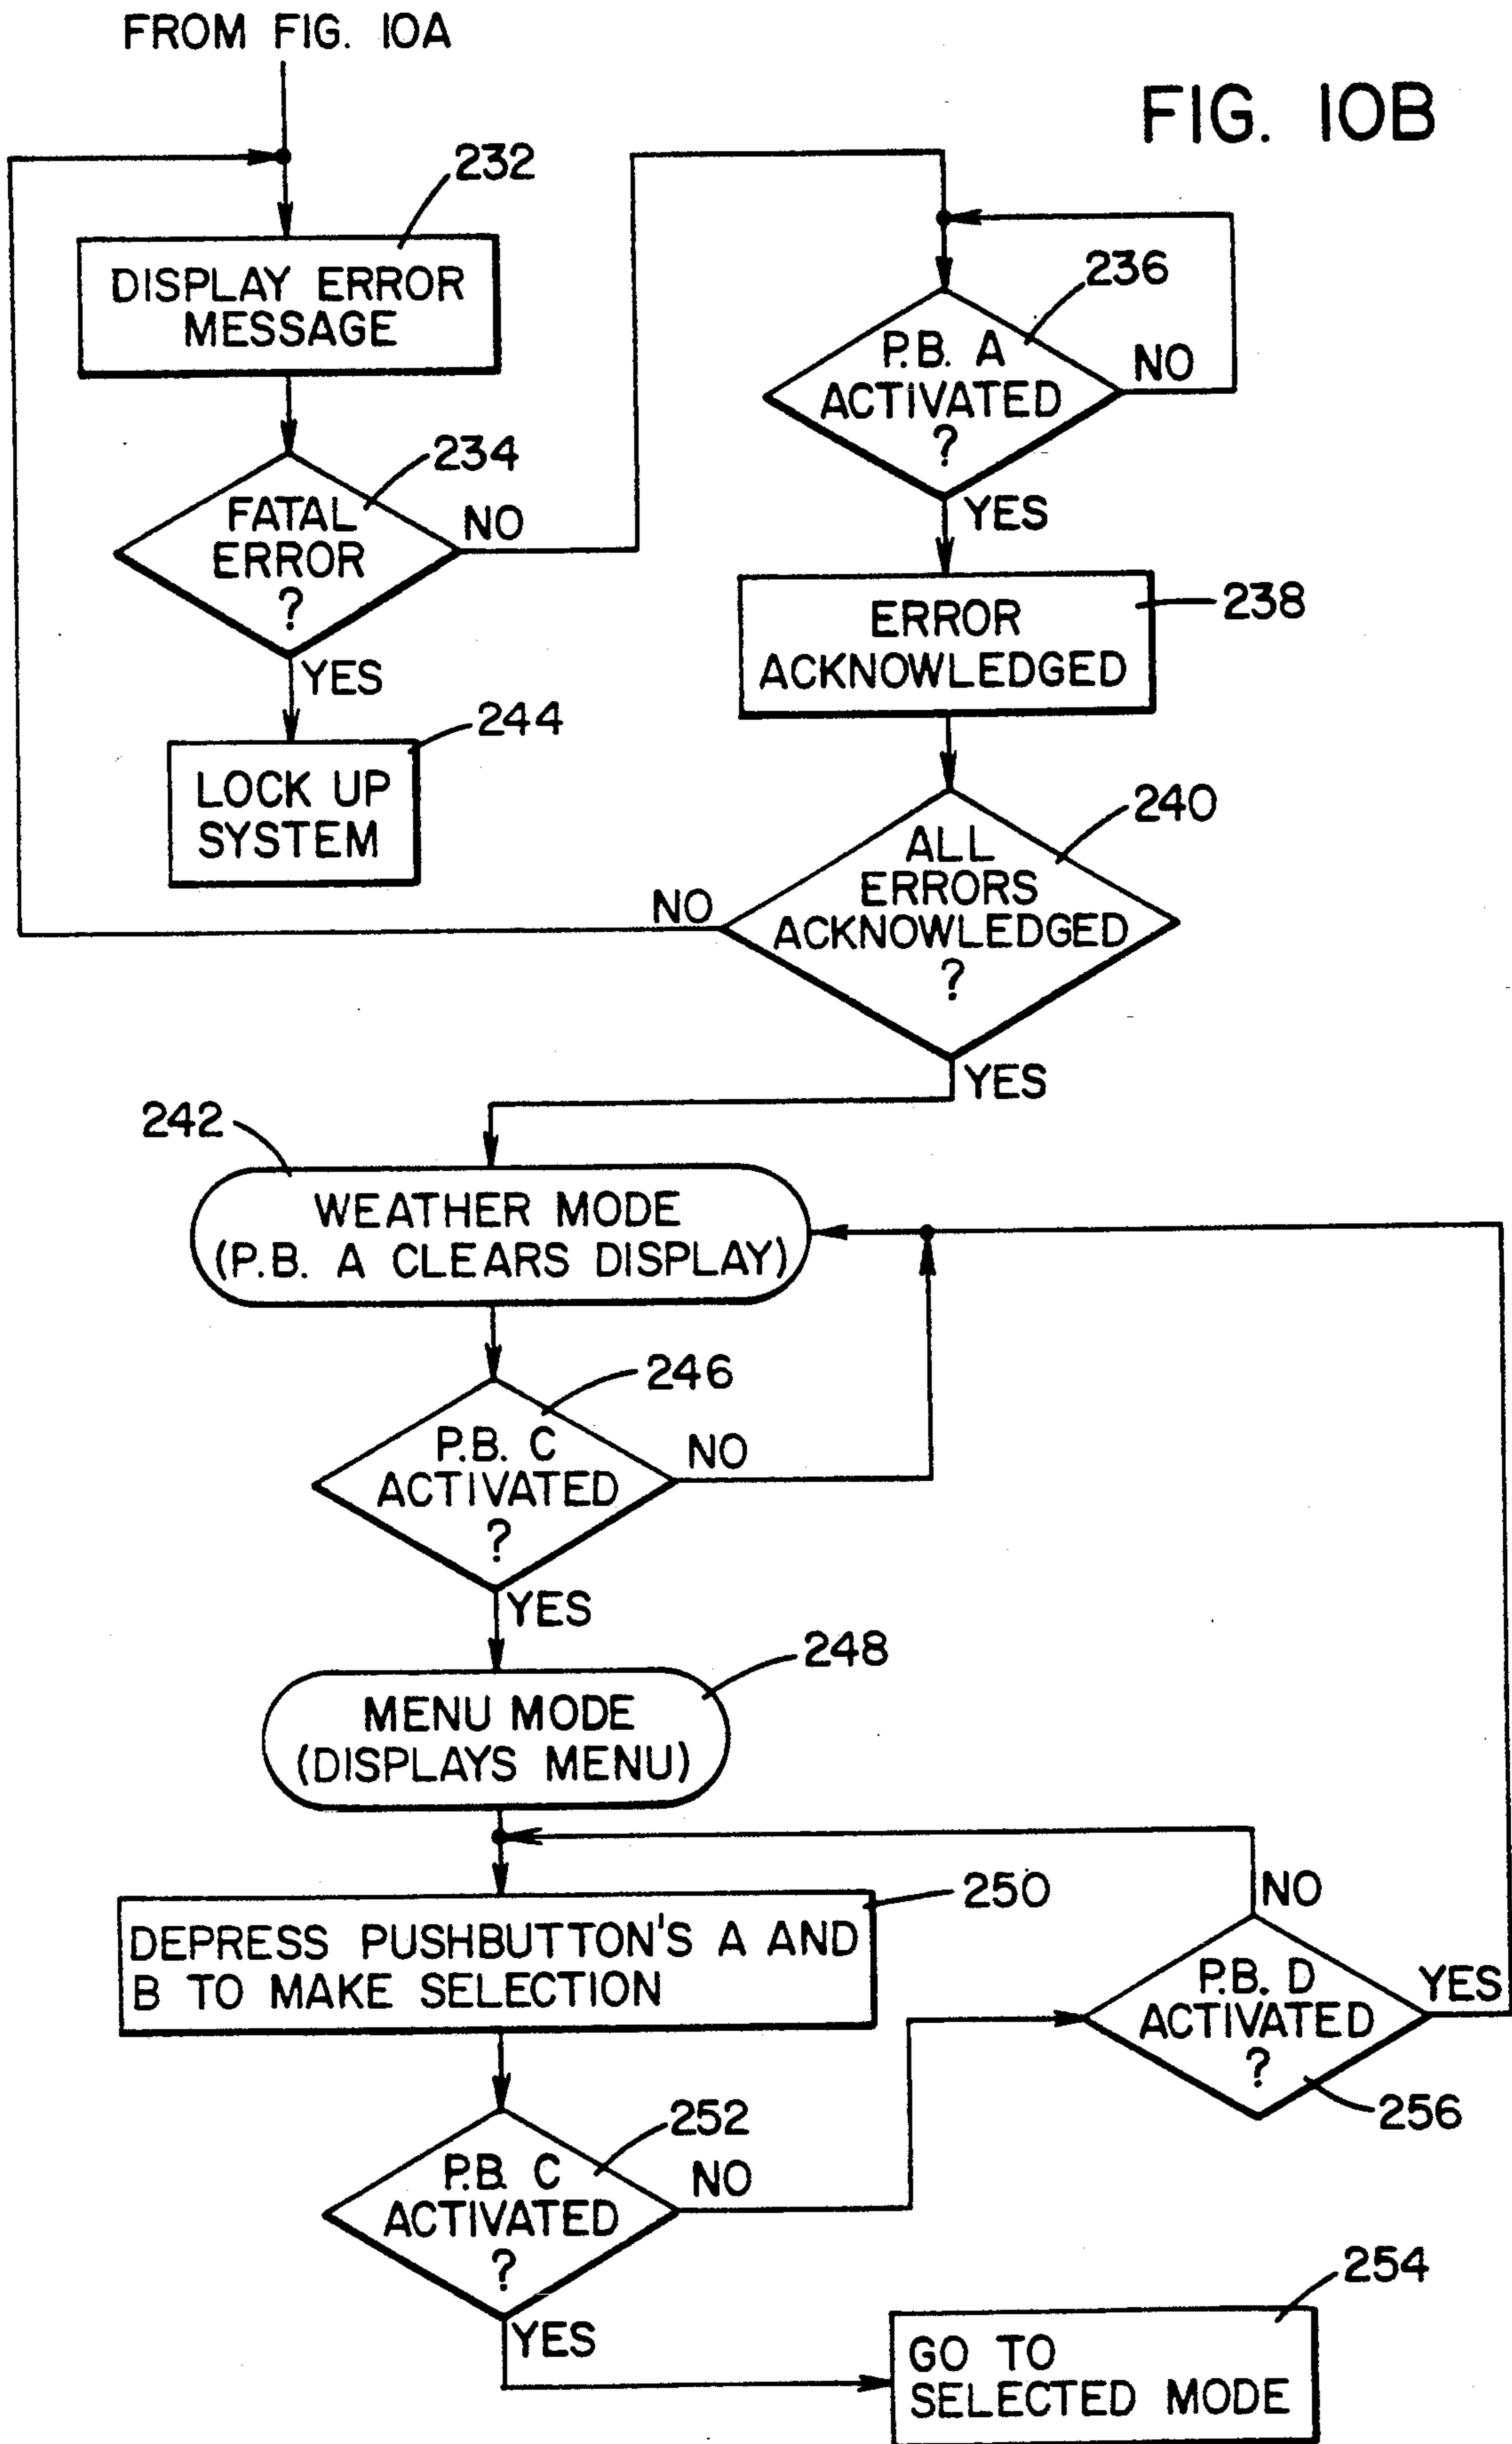 FROM FIG. 10A
FIG. 10B
232
DISPLAY ERROR
MESSAGE
234
FATAL
ERROR
?
NO
YES
244
LOCK UP
SYSTEM
236
P.B. A
ACTIVATED
?
NO
YES
238
ERROR
ACKNOWLEDGED
240
ALL
ERRORS
ACKNOWLEDGED
?
NO
YES
242
WEATHER MODE
(P.B. A CLEARS DISPLAY)
246
P.B. C
ACTIVATED
?
NO
YES
248
MENU MODE
(DISPLAYS MENU)
250
DEPRESS PUSHBUTTON'S A AND
B TO MAKE SELECTION
252
P.B. C
ACTIVATED
?
NO
YES
NO
P.B. D
ACTIVATED
?
YES
256
254
GO TO
SELECTED MODE